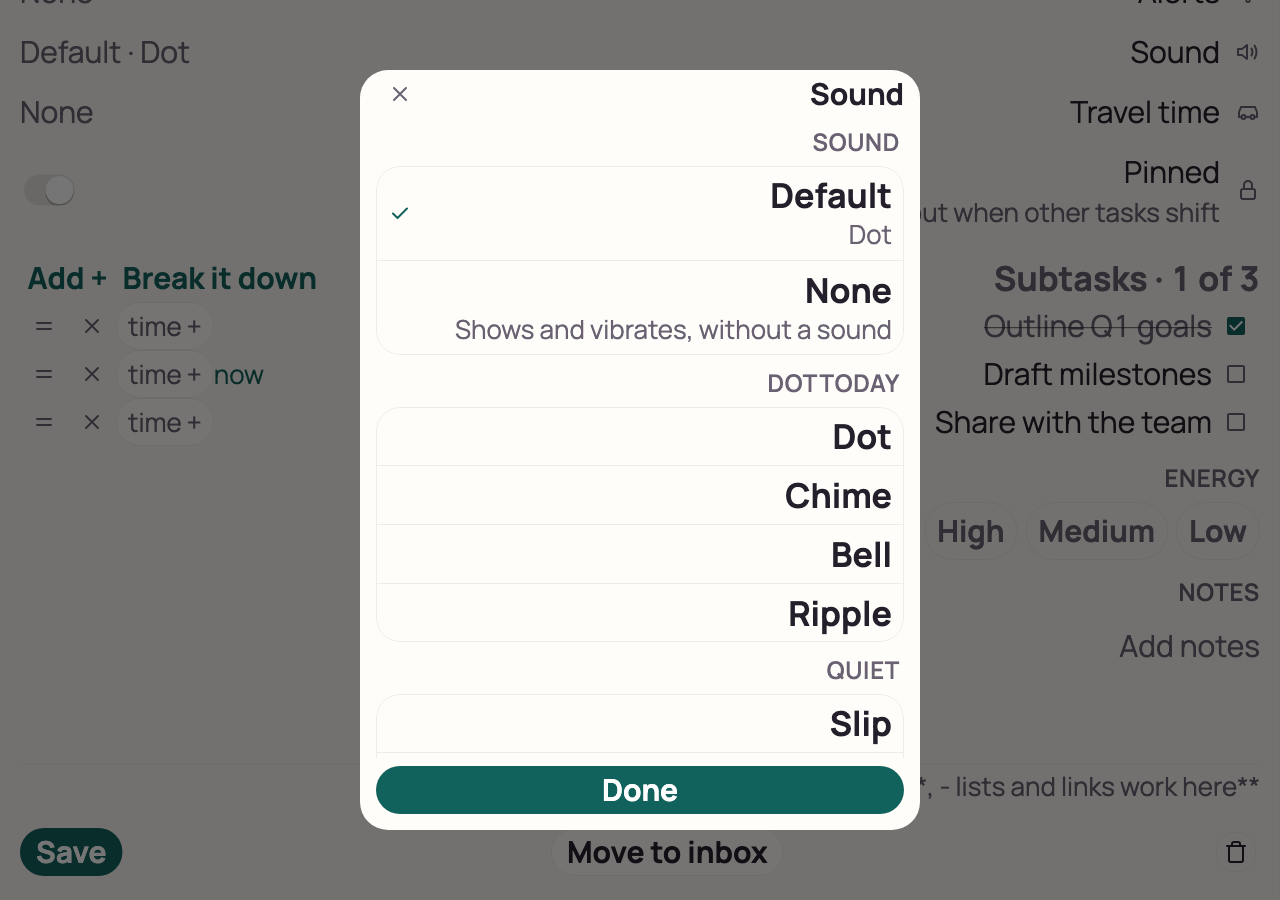 None
Default · Dot
Sound
None
Travel time
Pinned
out when other tasks shift
Add + Break it down
Subtasks · 1 of 3
time +
Outline Q1 goals
time + now
Draft milestones
time +
Share with the team
ENERGY
High
Medium
Low
NOTES
Add notes
*, - lists and links work here**
Save
Move to inbox
Sound
SOUND
Default
Dot
None
Shows and vibrates, without a sound
DOTTODAY
Dot
Chime
Bell
Ripple
QUIET
Slip
Done